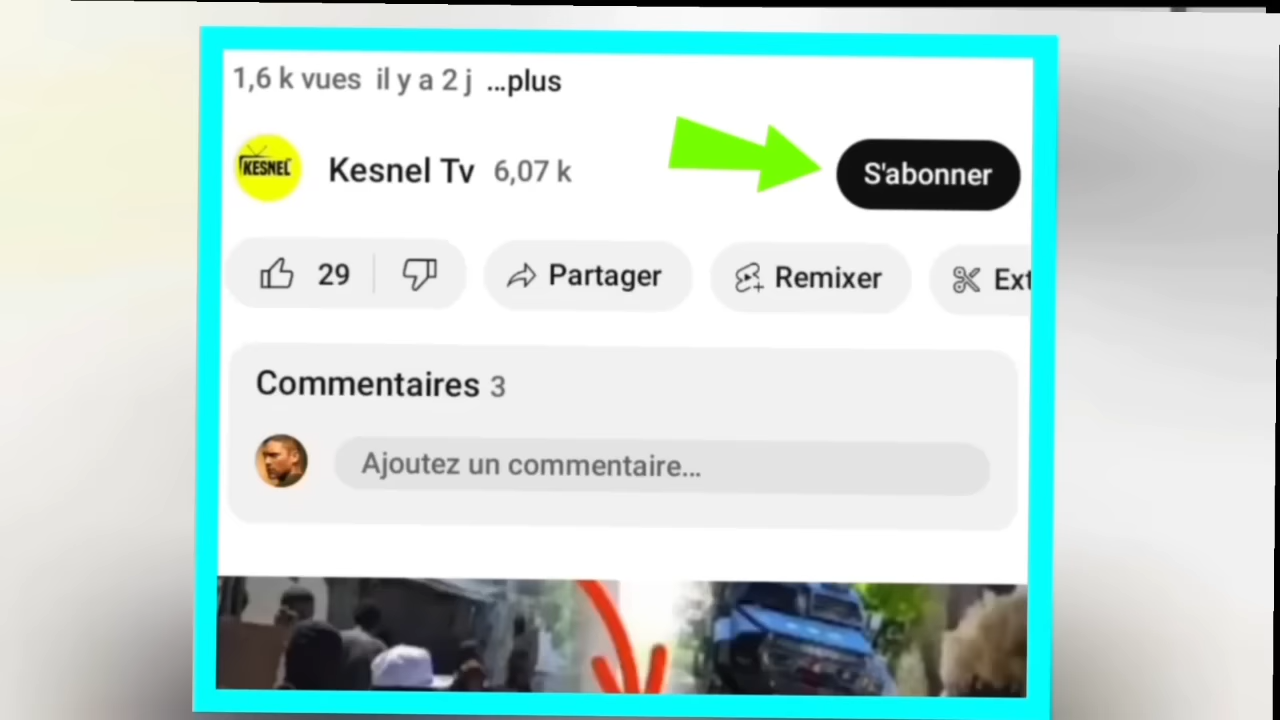 1,6 k vues il y a 2 j ...plus
KESNEL
Kesnel Tv 6,07 k
S'abonner
29
Partager
Remixer
Ext
Commentaires 3
Ajoutez un commentaire...